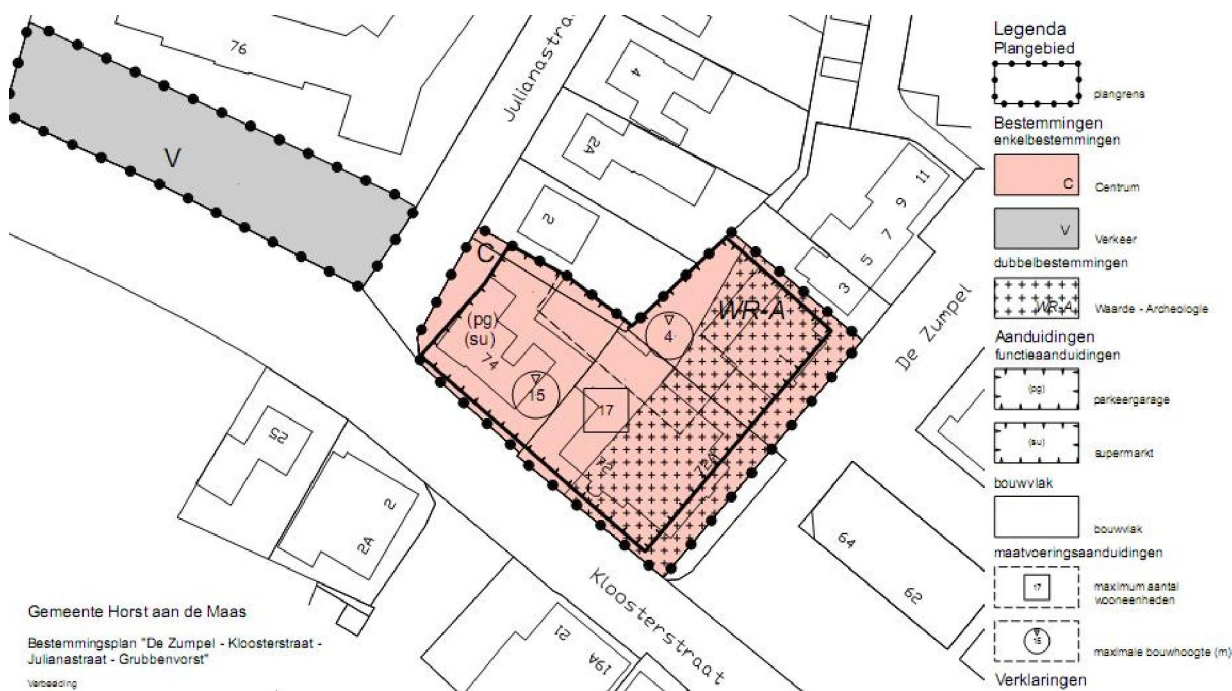 76
V
Julianastra
4
2A
2
11
9
7
5
3
De Zumpel
C
(pg)
(su)
74
15
17
4
WR-A
72A
25
2
2A
Kloosterstraat
21
19A
64
62
Gemeente Horst aan de Maas
Bestemmingsplan "De Zumpel - Kloosterstraat -
Julianastraat - Grubbenvorst"
Verbeelding
Legenda
Plangebied
plangrens
Bestemmingen
enkelbestemmingen
C
Centrum
V
Verkeer
dubbelbestemmingen
WR-A
Waarde - Archeologie
Aanduidingen
functieaanduidingen
(pg)
parkeergarage
(su)
supermarkt
bouwvlak
bouwvlak
maatvoeringsaanduidingen
17
maximum aantal
wooneenheden
15
maximale bouwhoogte (m)
Verklaringen